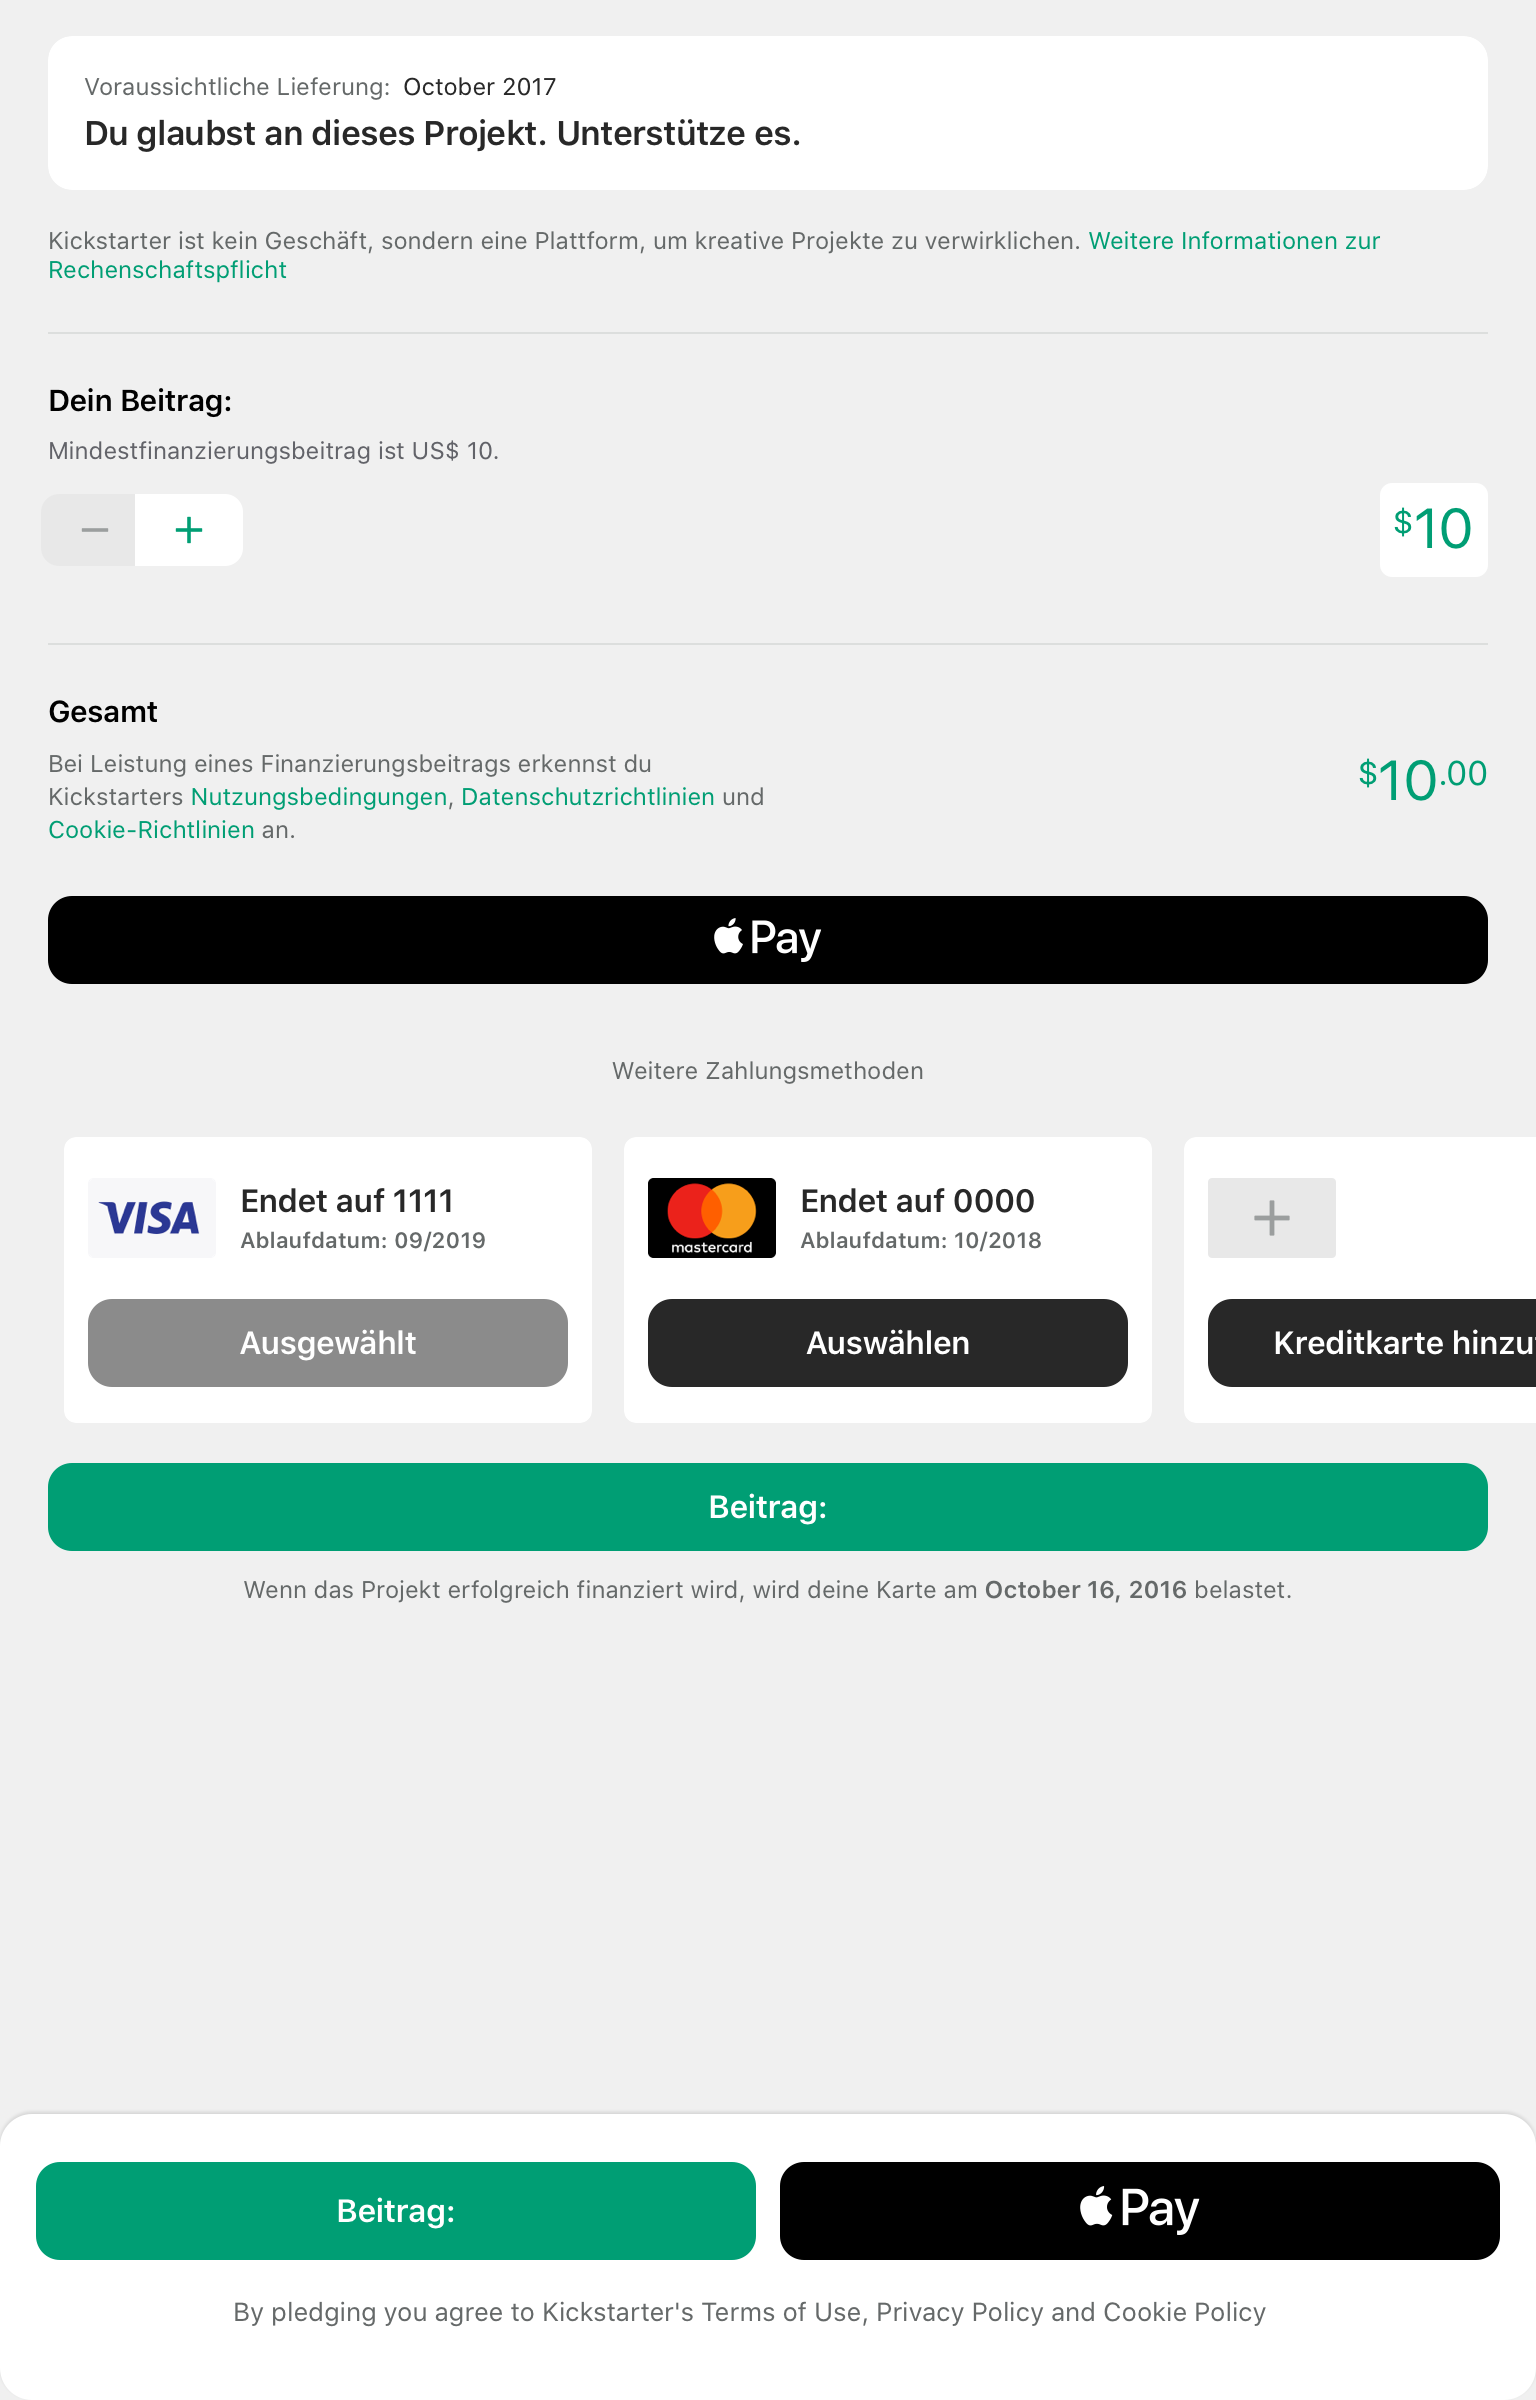 Voraussichtliche Lieferung: October 2017
Du glaubst an dieses Projekt. Unterstütze es.
Kickstarter ist kein Geschäft, sondern eine Plattform, um kreative Projekte zu verwirklichen. Weitere Informationen zur
Rechenschaftspflicht
Dein Beitrag:
Mindestfinanzierungsbeitrag ist US$ 10.
− +
$10
Gesamt
Bei Leistung eines Finanzierungsbeitrags erkennst du
Kickstarters Nutzungsbedingungen, Datenschutzrichtlinien und
Cookie-Richtlinien an.
$10.00
Pay
Weitere Zahlungsmethoden
VISA
Endet auf 1111
Ablaufdatum: 09/2019
Ausgewählt
mastercard
Endet auf 0000
Ablaufdatum: 10/2018
Auswählen
+
Kreditkarte
Beitrag:
Wenn das Projekt erfolgreich finanziert wird, wird deine Karte am October 16, 2016 belastet.
Beitrag:
Pay
By pledging you agree to Kickstarter's Terms of Use, Privacy Policy and Cookie Policy